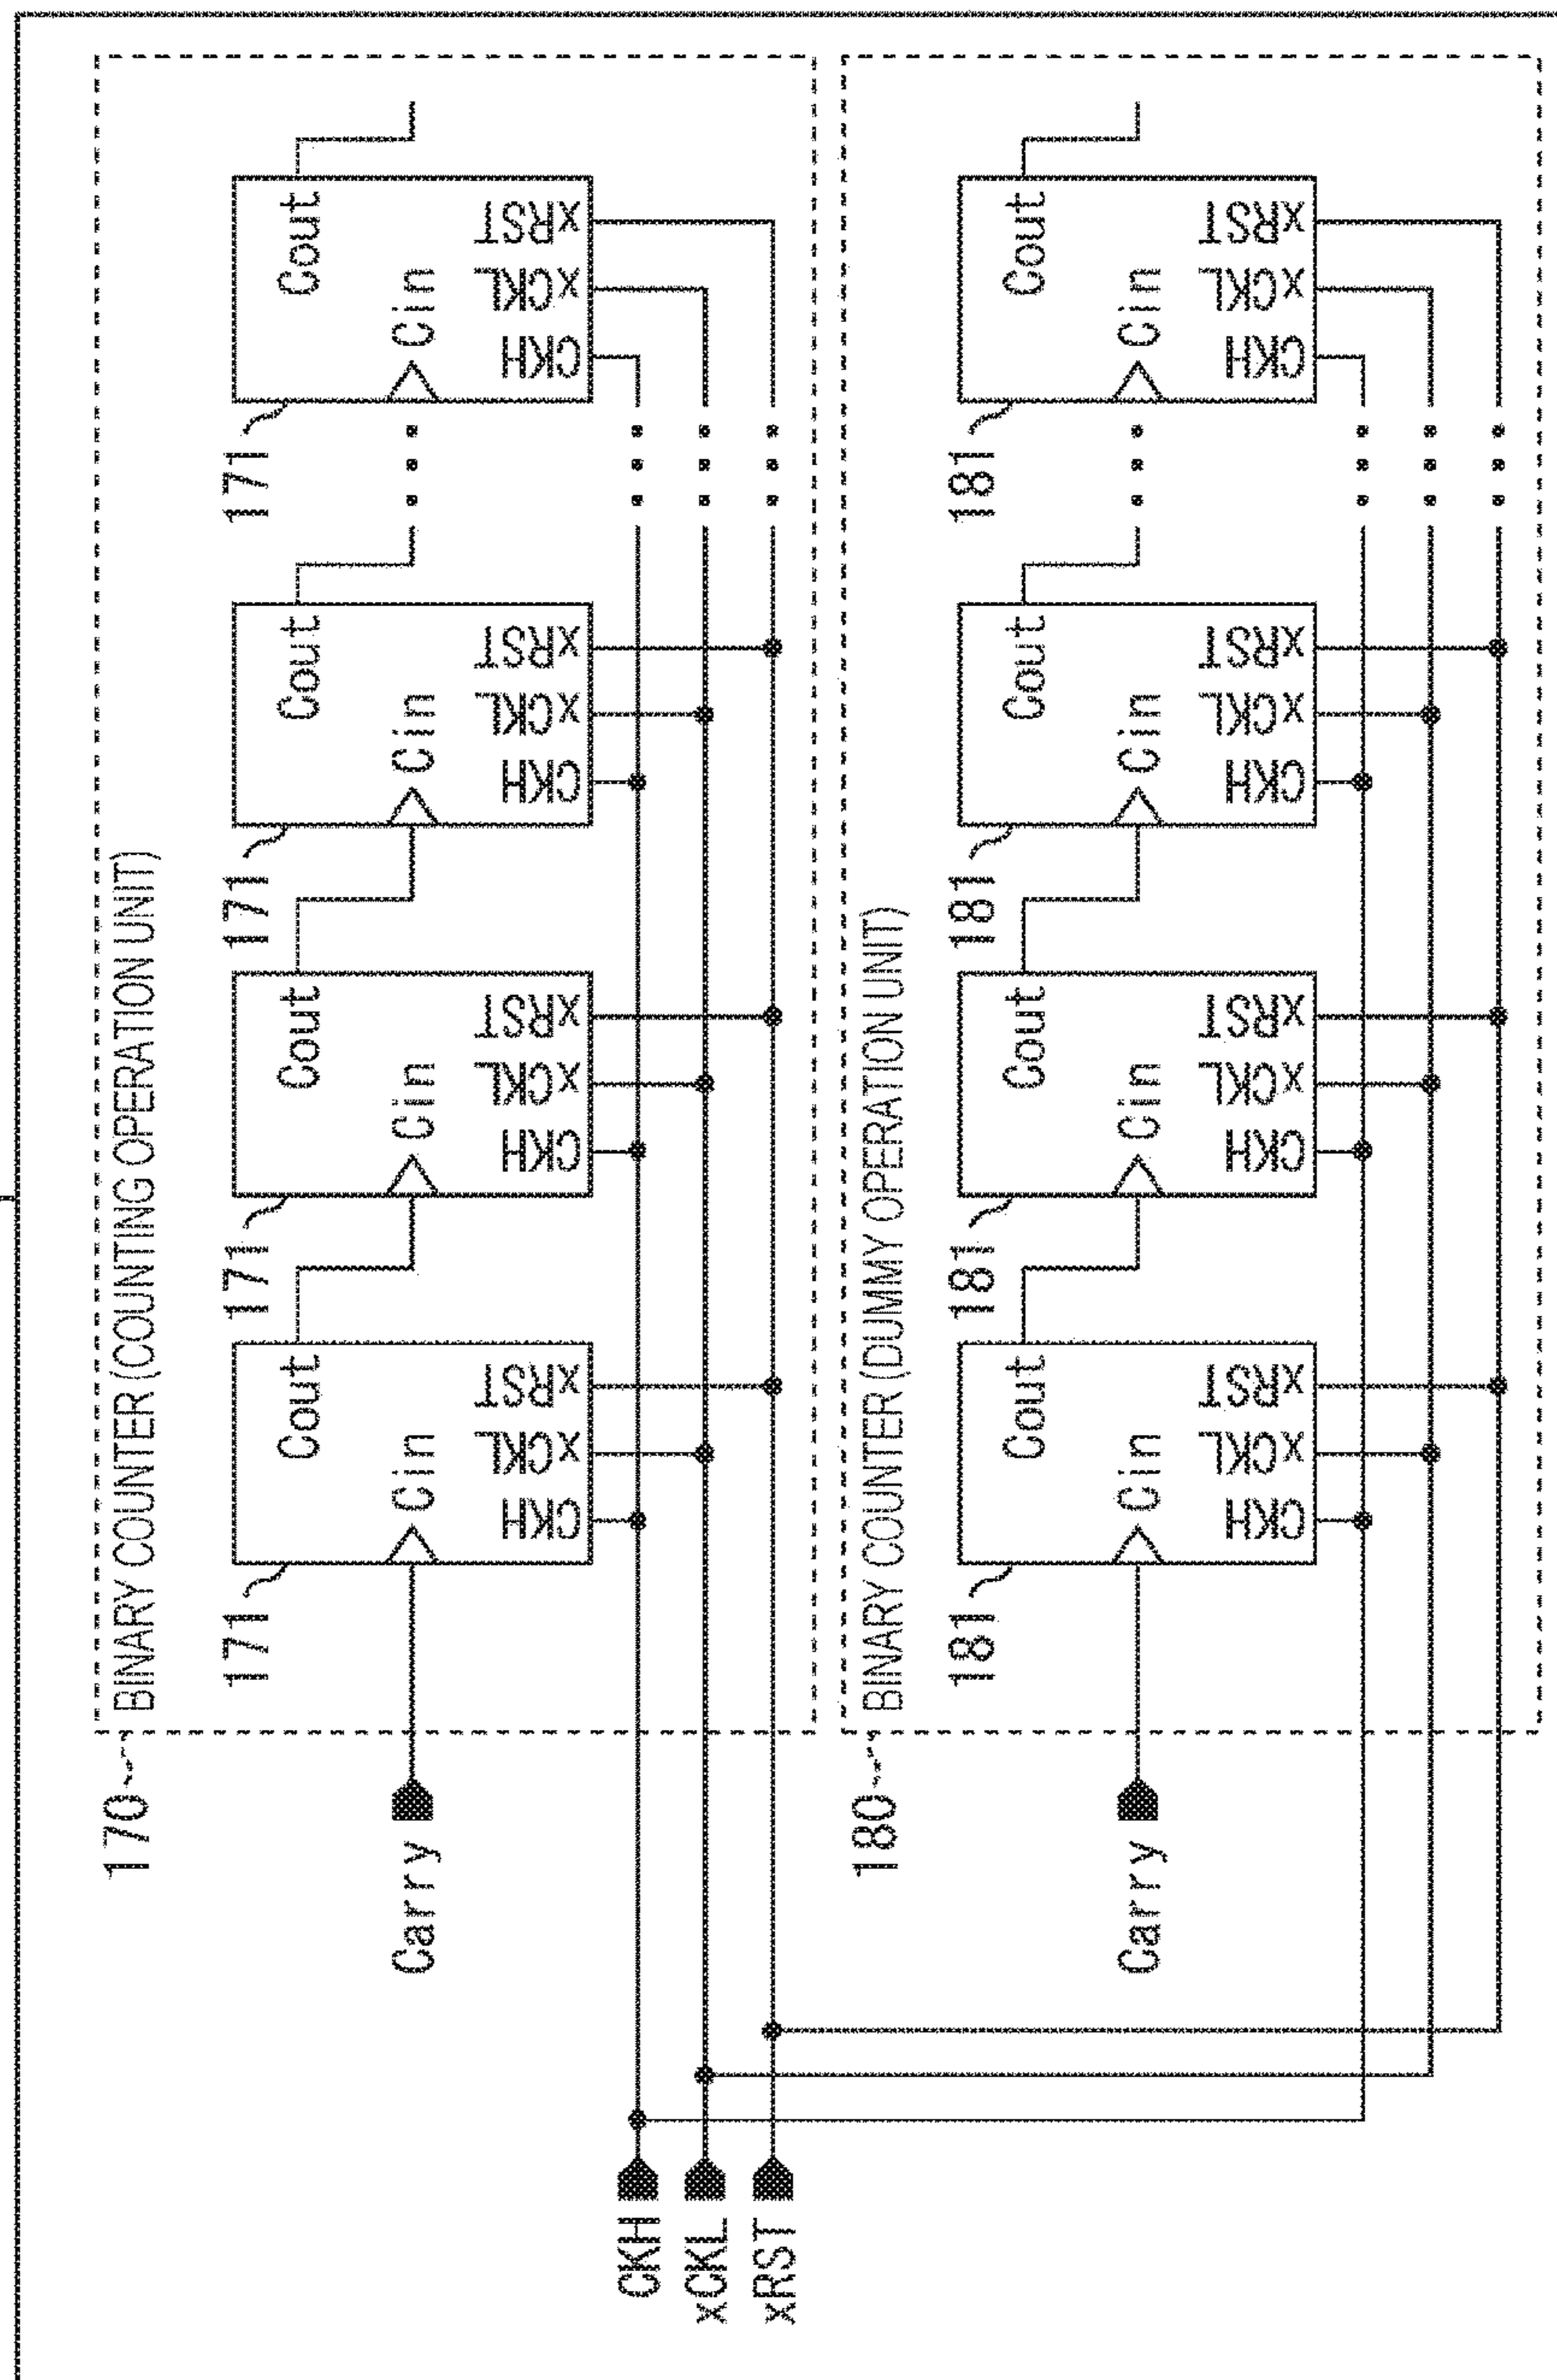 170
BINARY COUNTER (COUNTING OPERATION UNIT)
171
171
171
171
Cout
Cout
Cout
Cout
Carry
Cin
Cin
Cin
Cin
CKH xCKL xRST
CKH xCKL xRST
CKH xCKL xRST
CKH xCKL xRST
CKH
xCKL
xRST
180
BINARY COUNTER (DUMMY OPERATION UNIT)
181
181
181
181
Cout
Cout
Cout
Cout
Carry
Cin
Cin
Cin
Cin
CKH xCKL xRST
CKH xCKL xRST
CKH xCKL xRST
CKH xCKL xRST